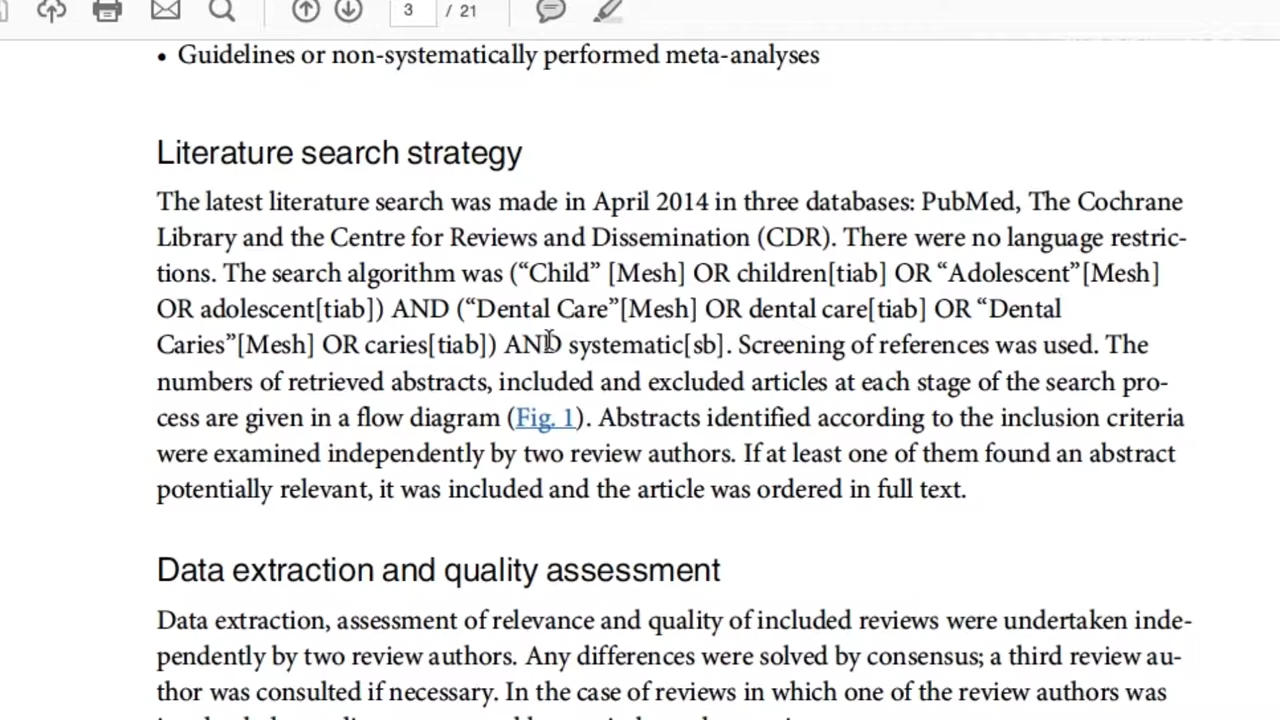 3 / 21
• Guidelines or non-systematically performed meta-analyses
Literature search strategy
The latest literature search was made in April 2014 in three databases: PubMed, The Cochrane
Library and the Centre for Reviews and Dissemination (CDR). There were no language restric-
tions. The search algorithm was (“Child” [Mesh] OR children[tiab] OR “Adolescent”[Mesh]
OR adolescent[tiab]) AND (“Dental Care”[Mesh] OR dental care[tiab] OR “Dental
Caries”[Mesh] OR caries[tiab]) AND systematic[sb]. Screening of references was used. The
numbers of retrieved abstracts, included and excluded articles at each stage of the search pro-
cess are given in a flow diagram (Fig. 1). Abstracts identified according to the inclusion criteria
were examined independently by two review authors. If at least one of them found an abstract
potentially relevant, it was included and the article was ordered in full text.
Data extraction and quality assessment
Data extraction, assessment of relevance and quality of included reviews were undertaken inde-
pendently by two review authors. Any differences were solved by consensus; a third review au-
thor was consulted if necessary. In the case of reviews in which one of the review authors was